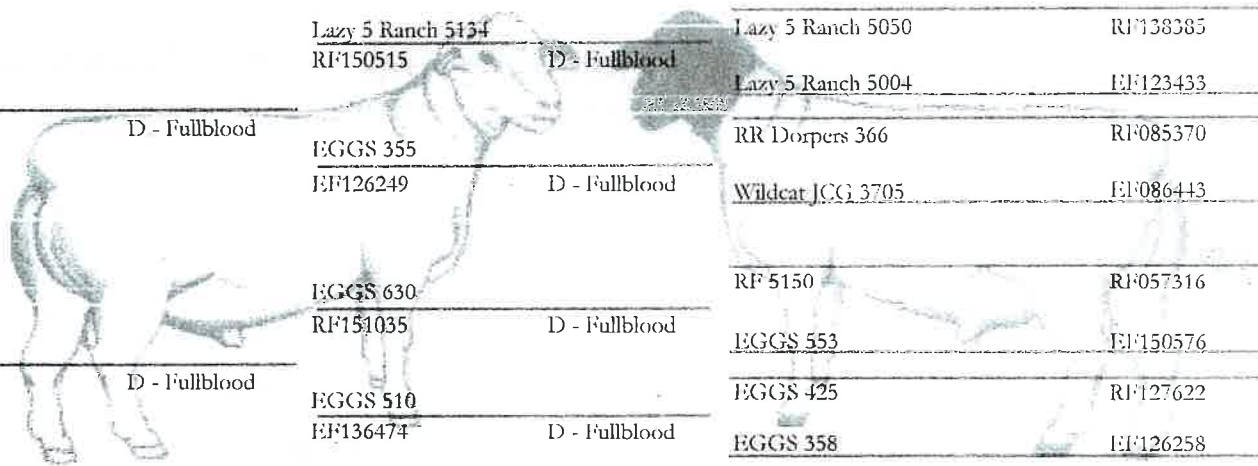 D - Fullblood
D - Fullblood
Lazy 5 Ranch 5134
RF150515 D - Fullblood
EGGS 355
EF126249 D - Fullblood
EGGS 630
RF151035 D - Fullblood
EGGS 510
EF136474 D - Fullblood
Lazy 5 Ranch 5050 RF138385
Lazy 5 Ranch 5004 EF123433
RR Dorpers 366 RF085370
Wildcat JCG 3705 EF086443
RF 5150 RF057316
EGGS 553 EF150576
EGGS 425 RF127622
EGGS 358 EF126258